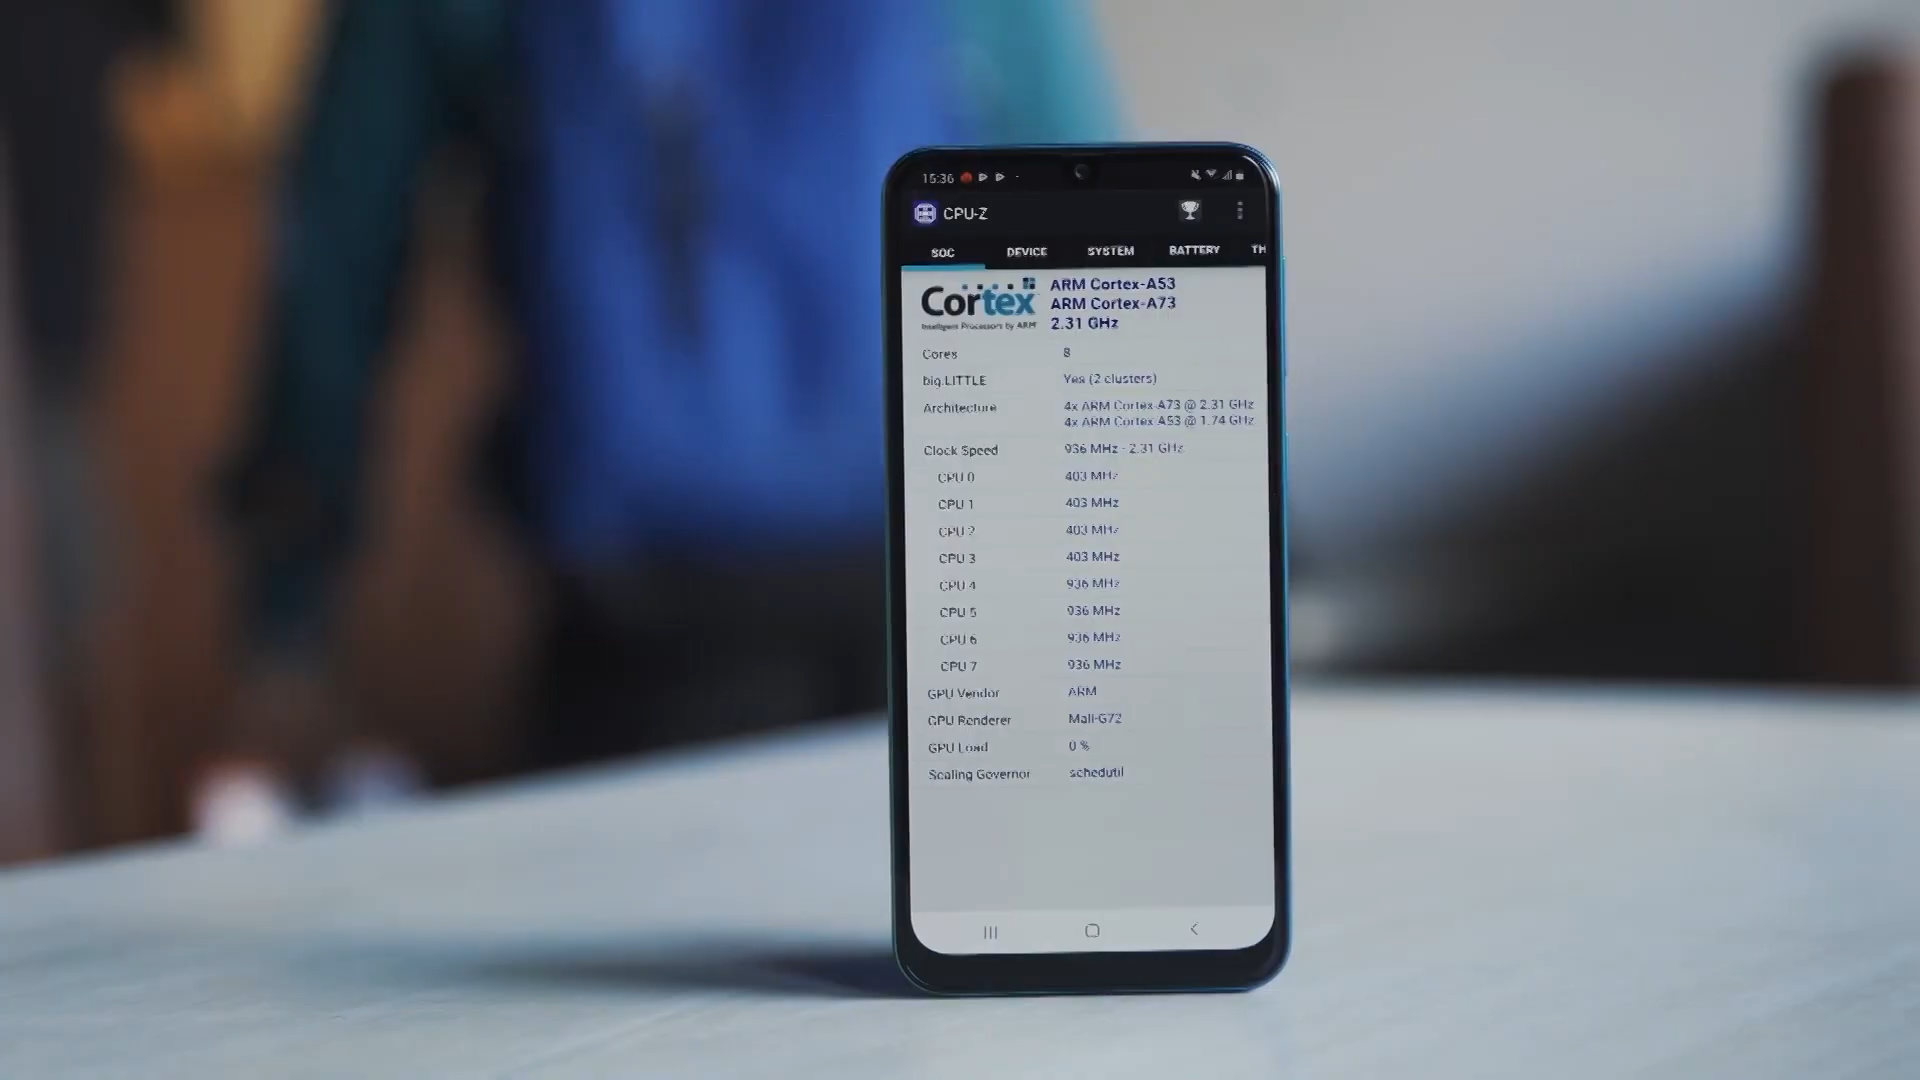 15:36
CPU-Z
SOC DEVICE SYSTEM BATTERY TH
Cortex
Intelligent Processors by ARM
ARM Cortex-A53
ARM Cortex-A73
2.31 GHz
Cores 8
big.LITTLE Yes (2 clusters)
Architecture 4x ARM Cortex-A73 @ 2.31 GHz
4x ARM Cortex-A53 @ 1.74 GHz
Clock Speed 936 MHz - 2.31 GHz
CPU 0 403 MHz
CPU 1 403 MHz
CPU 2 403 MHz
CPU 3 403 MHz
CPU 4 936 MHz
CPU 5 936 MHz
CPU 6 936 MHz
CPU 7 936 MHz
GPU Vendor ARM
GPU Renderer Mali-G72
GPU Load 0 %
Scaling Governor schedutil